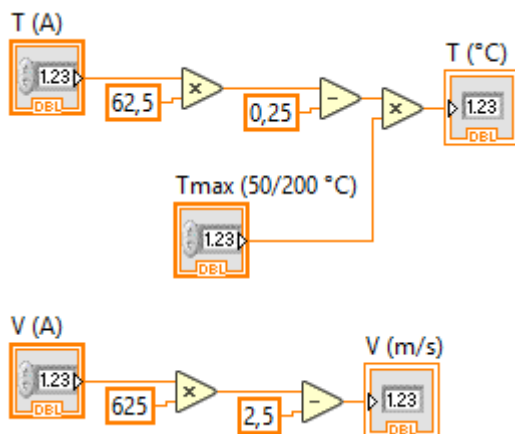 T (A)
1.23
DBL
62,5
×
0,25
−
×
T (°C)
1.23
DBL
Tmax (50/200 °C)
1.23
DBL
V (A)
1.23
DBL
625
×
2,5
−
V (m/s)
1.23
DBL